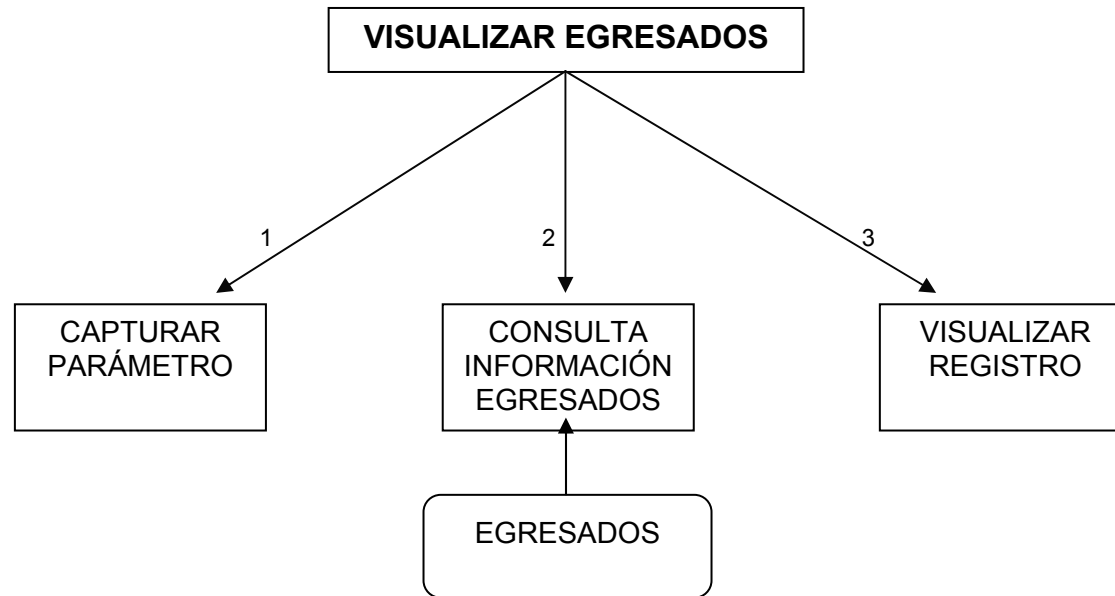 VISUALIZAR EGRESADOS
1
2
3
CAPTURAR
PARÁMETRO
CONSULTA
INFORMACIÓN
EGRESADOS
VISUALIZAR
REGISTRO
EGRESADOS